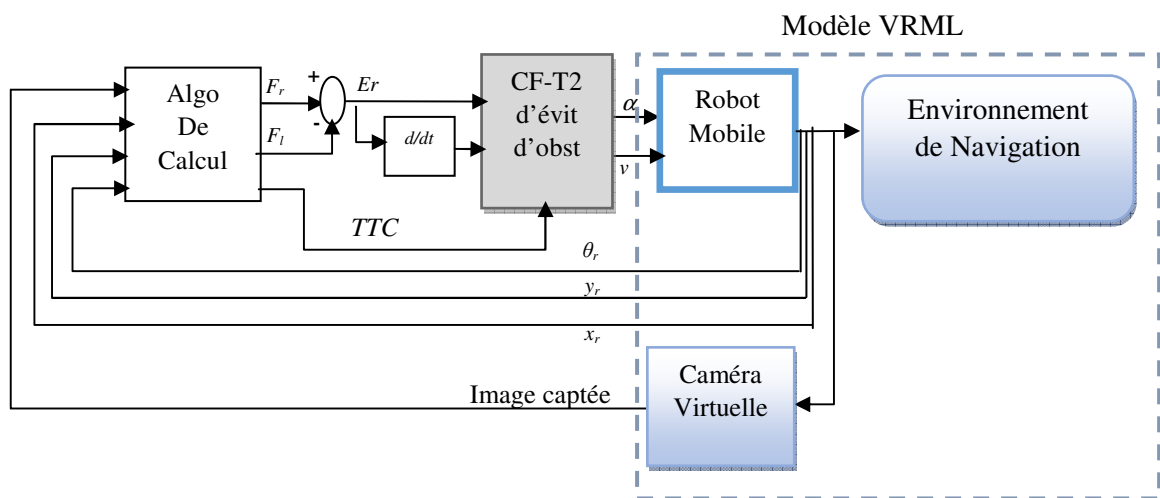 Modèle VRML
Algo
De
Calcul
F_r
+
-
F_l
Er
d/dt
CF-T2
d'évit
d'obst
α
v
Robot
Mobile
Environnement
de Navigation
TTC
θ_r
y_r
x_r
Image captée
Caméra
Virtuelle